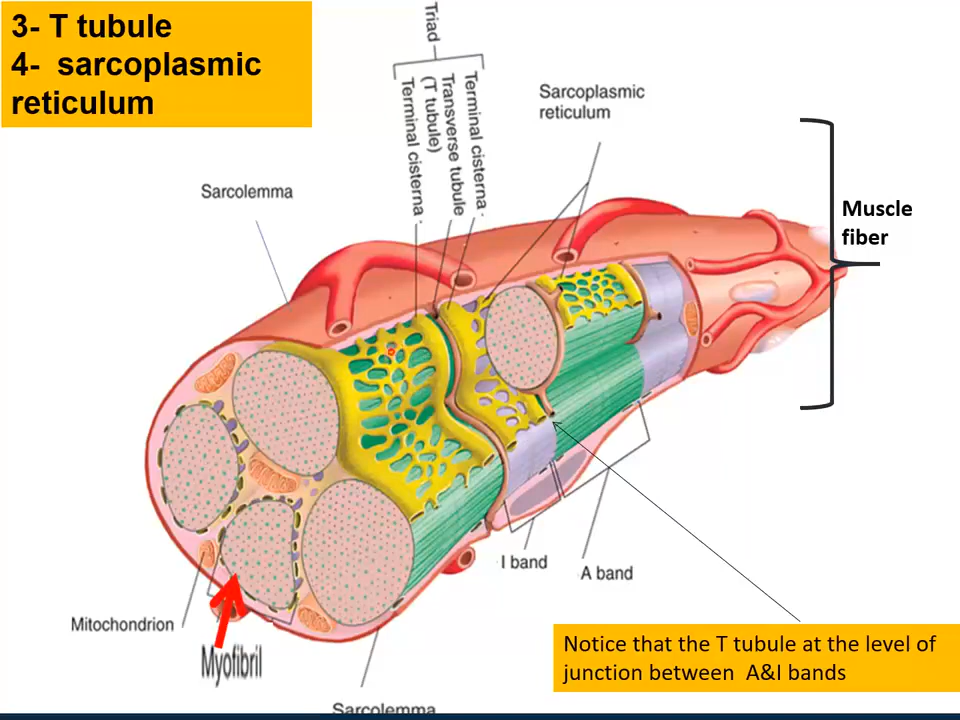 3- T tubule
4- sarcoplasmic
reticulum
Triad
Terminal cisterna
Transverse tubule
(T tubule)
Terminal cisterna
Sarcoplasmic
reticulum
Sarcolemma
Muscle
fiber
I band
A band
Mitochondrion
Myofibril
Notice that the T tubule at the level of
junction between A&I bands
Sarcolemma